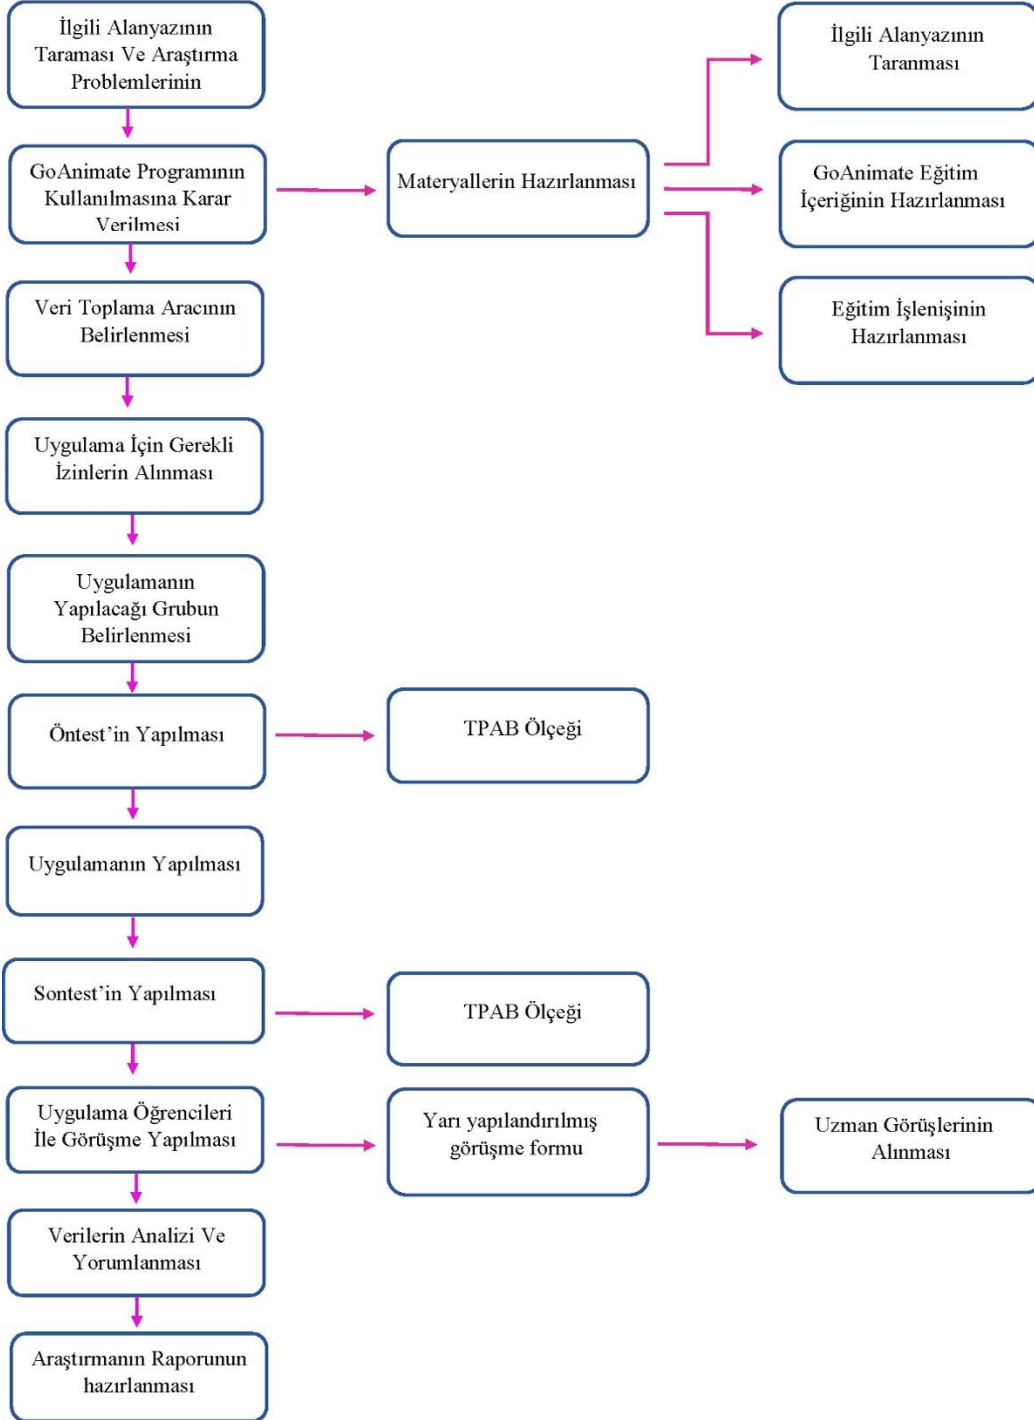 İlgili Alanyazının
Taraması Ve Araştırma
Problemlerinin
İlgili Alanyazının
Taranması
GoAnimate Programının
Kullanılmasına Karar
Verilmesi
Materyallerin Hazırlanması
GoAnimate Eğitim
İçeriğinin Hazırlanması
Veri Toplama Aracının
Belirlenmesi
Eğitim İşlenişinin
Hazırlanması
Uygulama İçin Gerekli
İzinlerin Alınması
Uygulamanın
Yapılacağı Grubun
Belirlenmesi
Öntest’in Yapılması
TPAB Ölçeği
Uygulamanın Yapılması
Sontest’in Yapılması
TPAB Ölçeği
Uygulama Öğrencileri
İle Görüşme Yapılması
Yarı yapılandırılmış
görüşme formu
Uzman Görüşlerinin
Alınması
Verilerin Analizi Ve
Yorumlanması
Araştırmanın Raporunun
hazırlanması